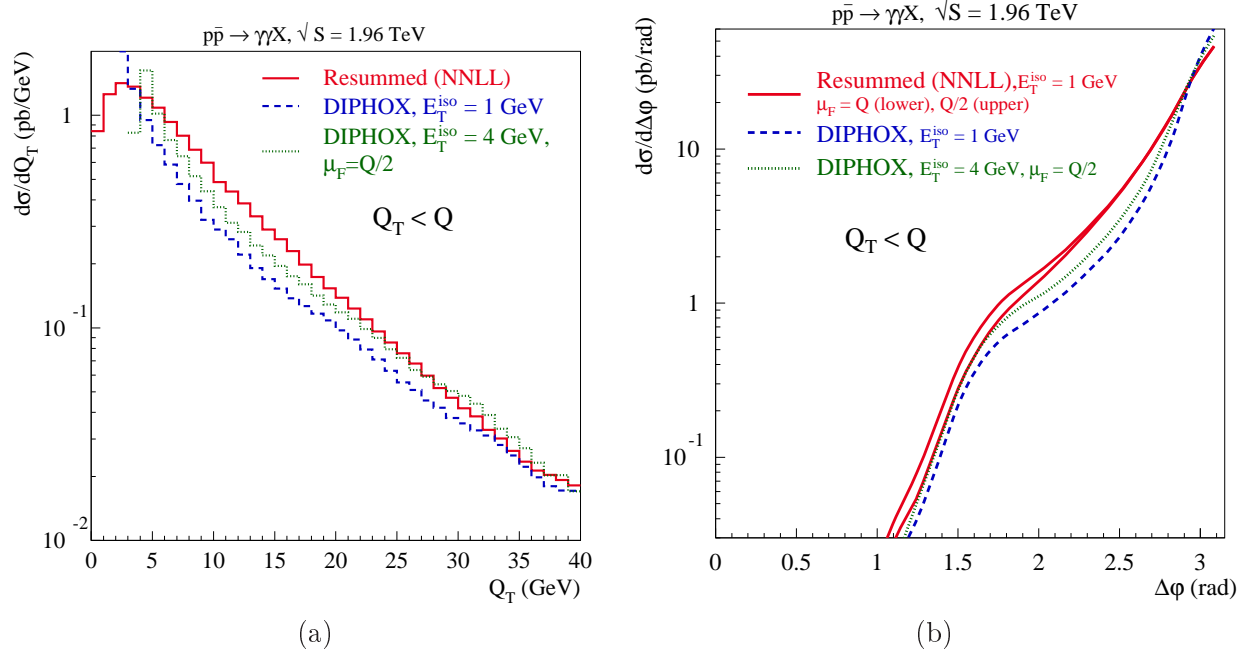 pp̄ → γγX, √S = 1.96 TeV
dσ/dQ_T (pb/GeV)
Resummed (NNLL)
DIPHOX, E_T^iso = 1 GeV
DIPHOX, E_T^iso = 4 GeV,
μ_F=Q/2
Q_T < Q
1
10^-1
10^-2
0 5 10 15 20 25 30 35 40
Q_T (GeV)
(a)
pp̄ → γγX, √S = 1.96 TeV
dσ/dΔφ (pb/rad)
Resummed (NNLL), E_T^iso = 1 GeV
μ_F = Q (lower), Q/2 (upper)
DIPHOX, E_T^iso = 1 GeV
DIPHOX, E_T^iso = 4 GeV, μ_F = Q/2
Q_T < Q
10
1
10^-1
0 0.5 1 1.5 2 2.5 3
Δφ (rad)
(b)